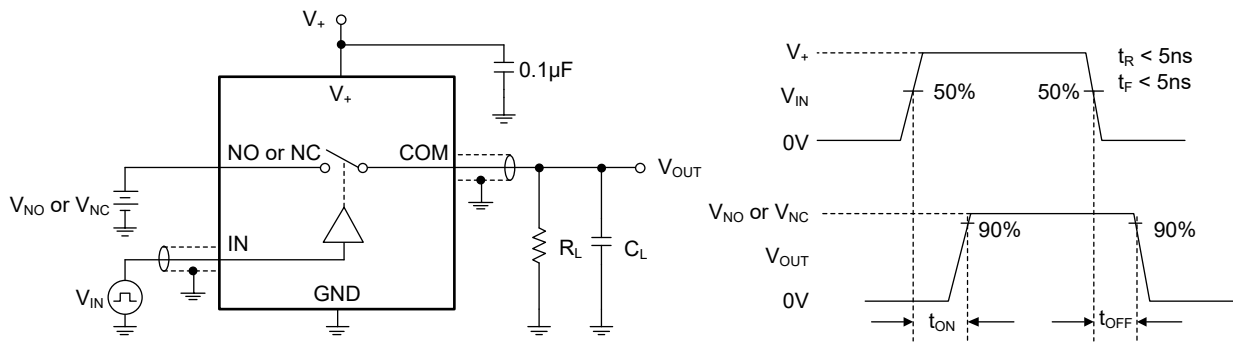 V+
0.1µF
V+
NO or NC
COM
VOUT
VNO or VNC
IN
RL
CL
VIN
GND
V+
tR < 5ns
tF < 5ns
VIN
50%
50%
0V
VNO or VNC
90%
90%
VOUT
0V
tON
tOFF